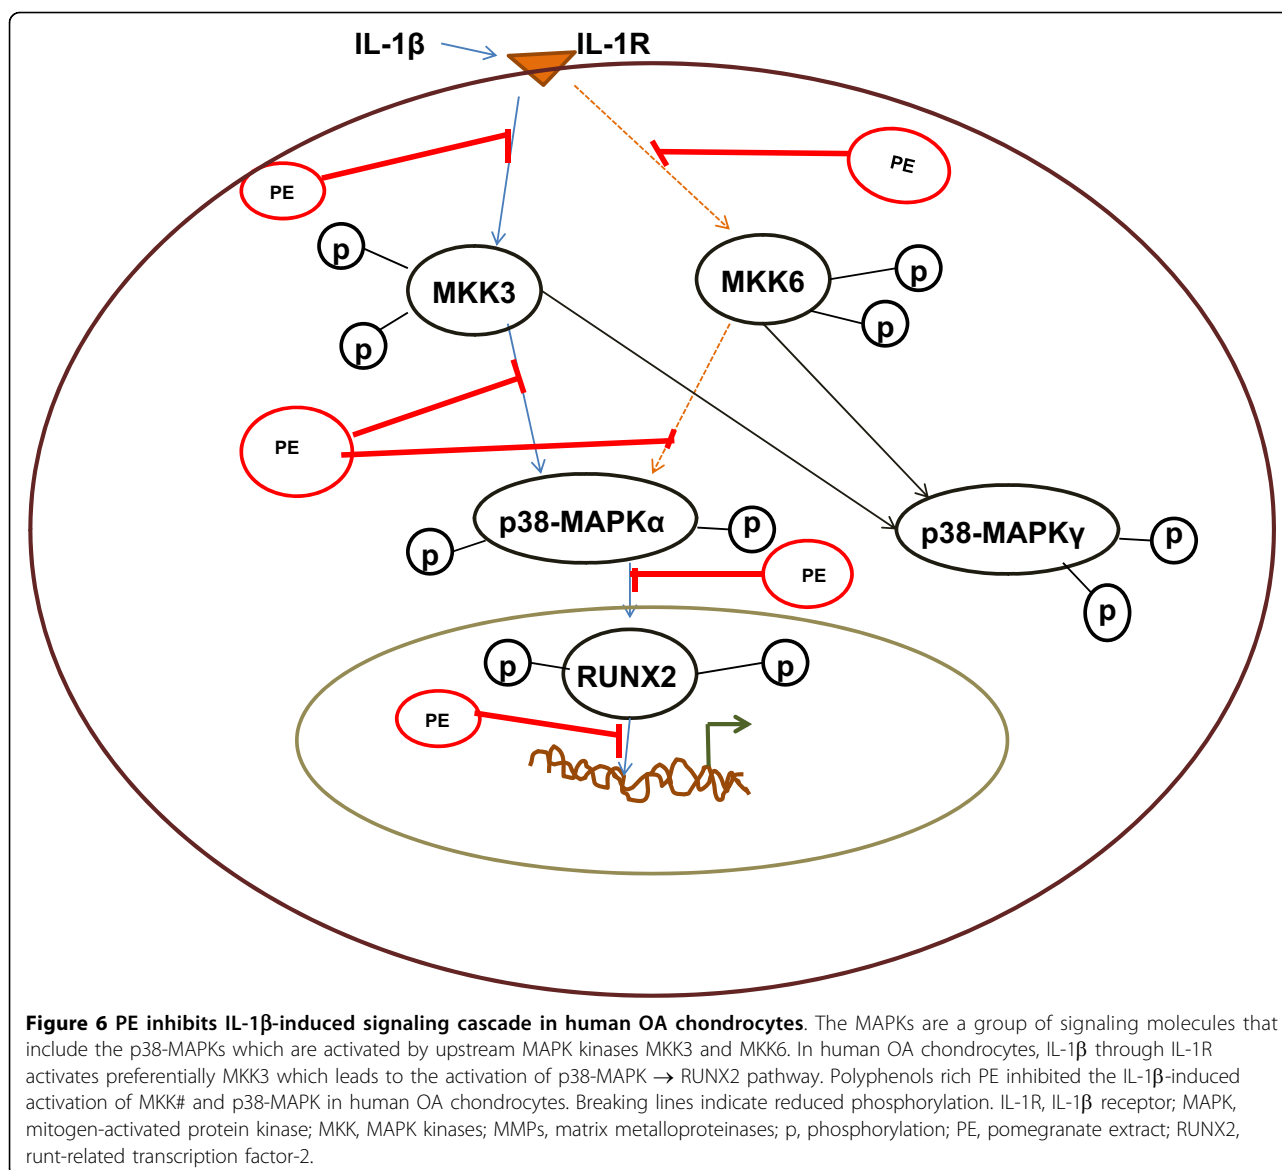 IL-1β IL-1R
PE
PE
p
MKK3
MKK6
p
p
p
PE
p38-MAPKα
p
p
p38-MAPKγ
p
p
PE
RUNX2
p
p
PE
Figure 6 PE inhibits IL-1β-induced signaling cascade in human OA chondrocytes. The MAPKs are a group of signaling molecules that
include the p38-MAPKs which are activated by upstream MAPK kinases MKK3 and MKK6. In human OA chondrocytes, IL-1β through IL-1R
activates preferentially MKK3 which leads to the activation of p38-MAPK → RUNX2 pathway. Polyphenols rich PE inhibited the IL-1β-induced
activation of MKK# and p38-MAPK in human OA chondrocytes. Breaking lines indicate reduced phosphorylation. IL-1R, IL-1β receptor; MAPK,
mitogen-activated protein kinase; MKK, MAPK kinases; MMPs, matrix metalloproteinases; p, phosphorylation; PE, pomegranate extract; RUNX2,
runt-related transcription factor-2.